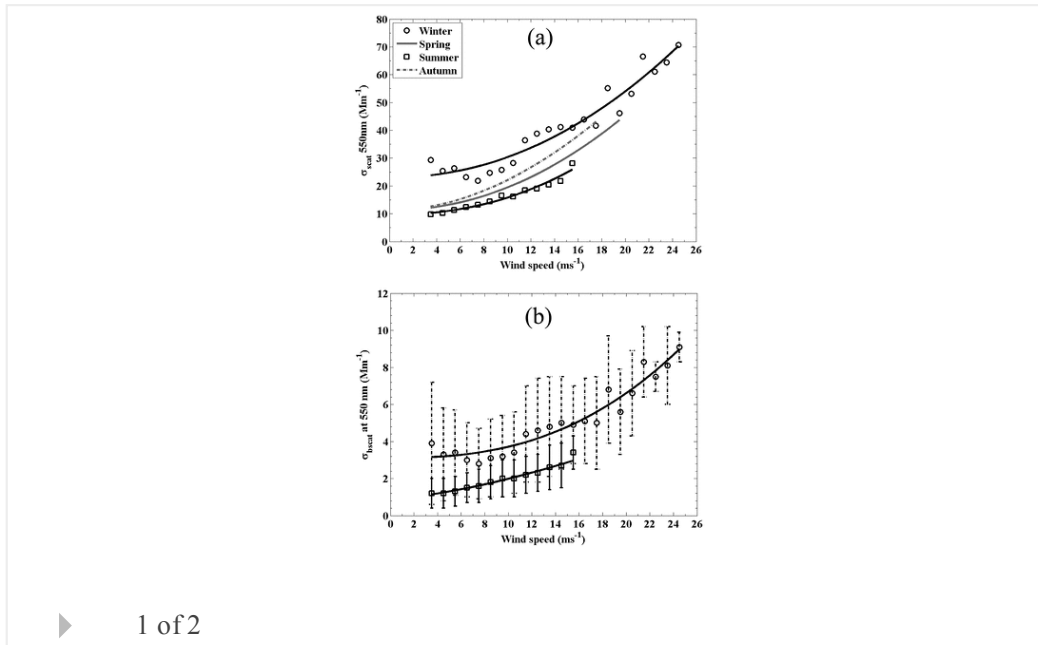 (a)
Winter
Spring
Summer
Autumn
80
70
60
50
40
30
20
10
0
σscat 550nm (Mm-1)
0 2 4 6 8 10 12 14 16 18 20 22 24 26
Wind speed (ms-1)
(b)
12
10
8
6
4
2
0
σbscat at 550 nm (Mm-1)
0 2 4 6 8 10 12 14 16 18 20 22 24 26
Wind speed (ms-1)
1 of 2